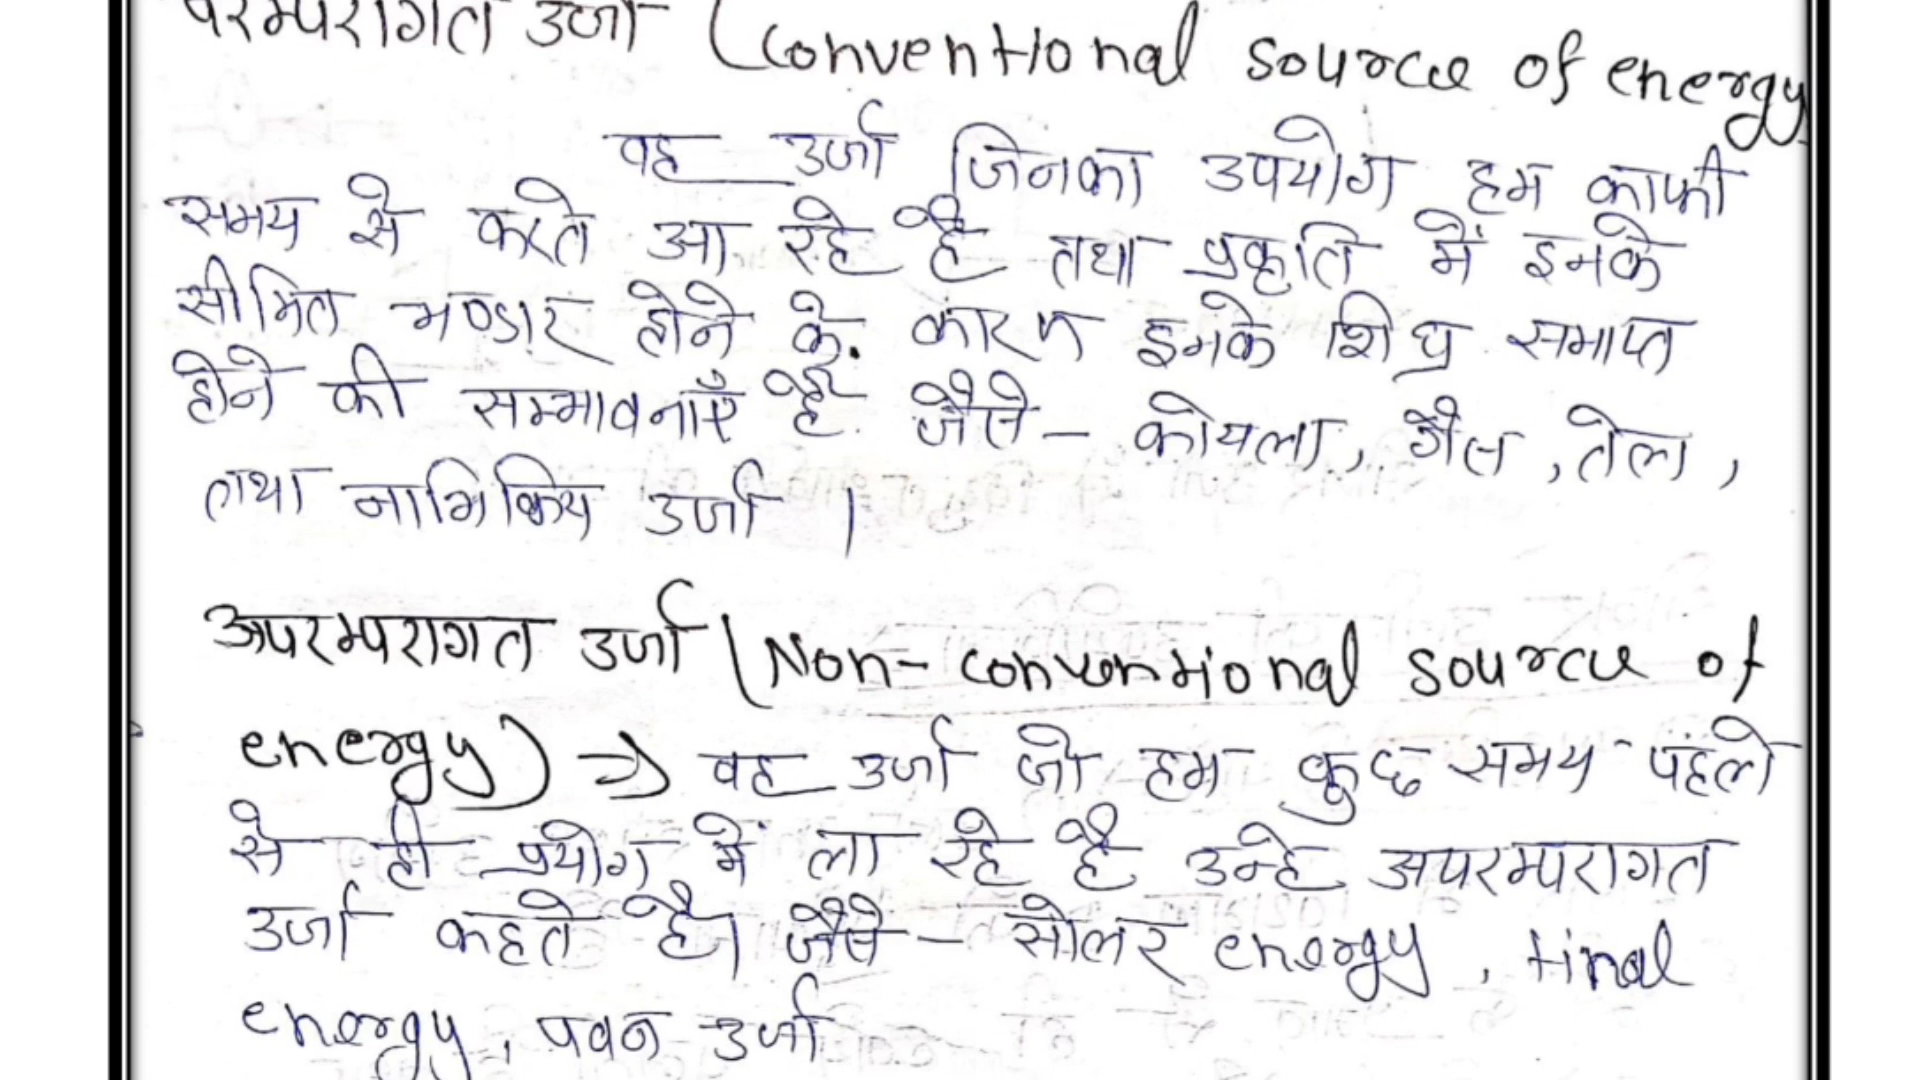 परम्परागत उर्जा (Conventional source of energy
वह उर्जा जिनका उपयोग हम काफी
समय से करते आ रहे है तथा प्रकृति में इनके
सीमित भण्डार होने के कारण इनके शिघ्र समाप्त
होने की सम्भावनाएँ है जैसे - कोयला, गैस, तेल,
तथा नाभिकिय उर्जा ।
अपरम्परागत उर्जा (Non-conventional source of
energy) => वह उर्जा जो हम कुछ समय पहले
से ही प्रयोग में ला रहे है उन्हे अपरम्परागत
उर्जा कहते है। जैसे - सोलर energy, tinal
energy, पवन उर्जा